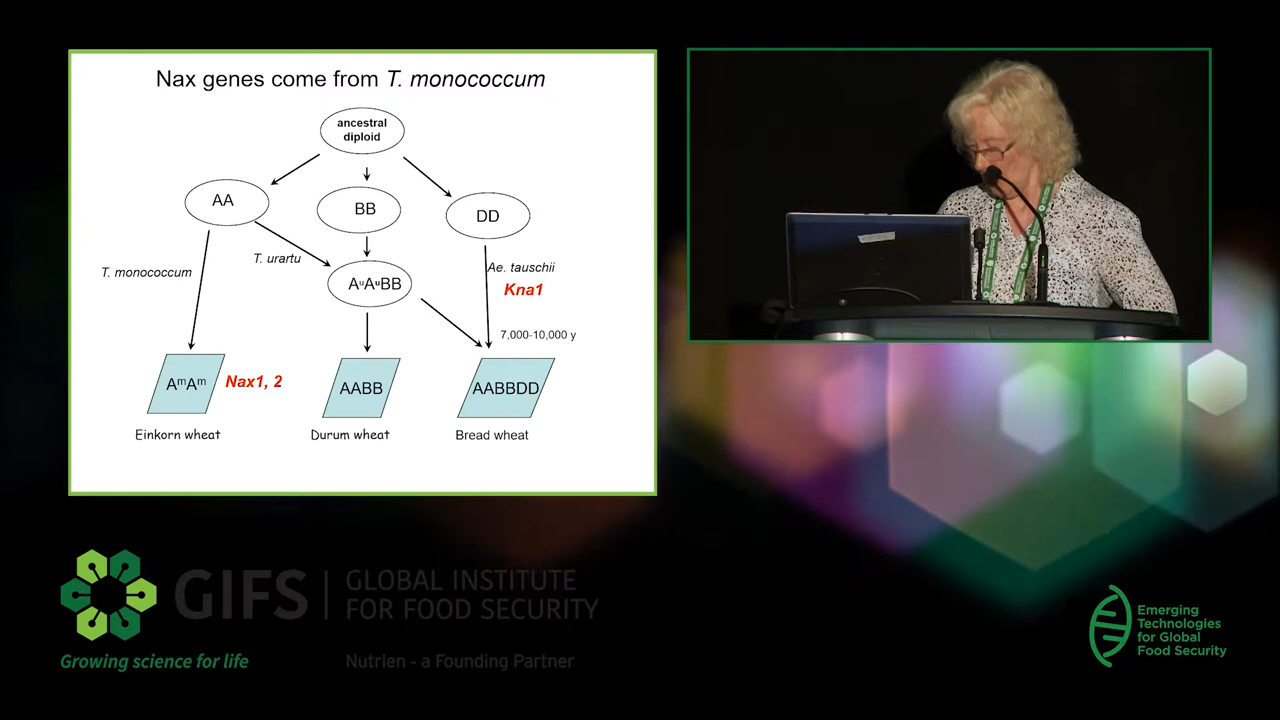 Nax genes come from T. monococcum
ancestral
diploid
AA
BB
DD
T. monococcum
T. urartu
Ae. tauschii
Kna1
AᵘAᵘBB
7,000-10,000 y
AᵐAᵐ
Nax1, 2
AABB
AABBDD
Einkorn wheat
Durum wheat
Bread wheat
GIFS
GLOBAL INSTITUTE
FOR FOOD SECURITY
Growing science for life
Nutrien - a Founding Partner
Emerging
Technologies
for Global
Food Security